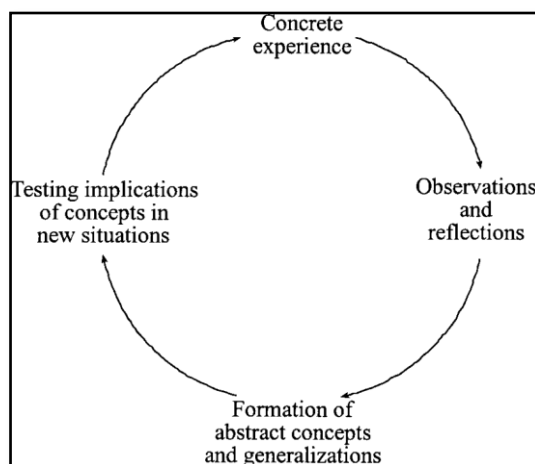 Concrete
experience
Observations
and
reflections
Formation of
abstract concepts
and generalizations
Testing implications
of concepts in
new situations